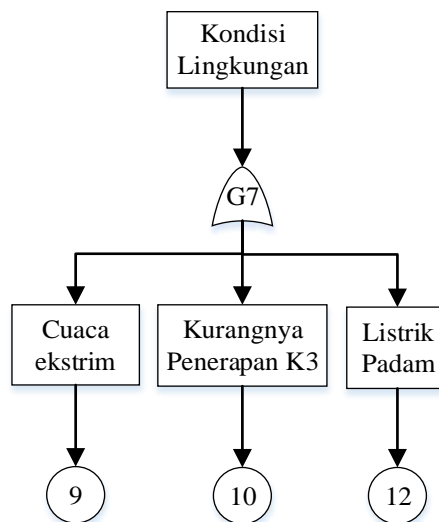 Kondisi
Lingkungan
G7
Cuaca
ekstrim
Kurangnya
Penerapan K3
Listrik
Padam
9
10
12